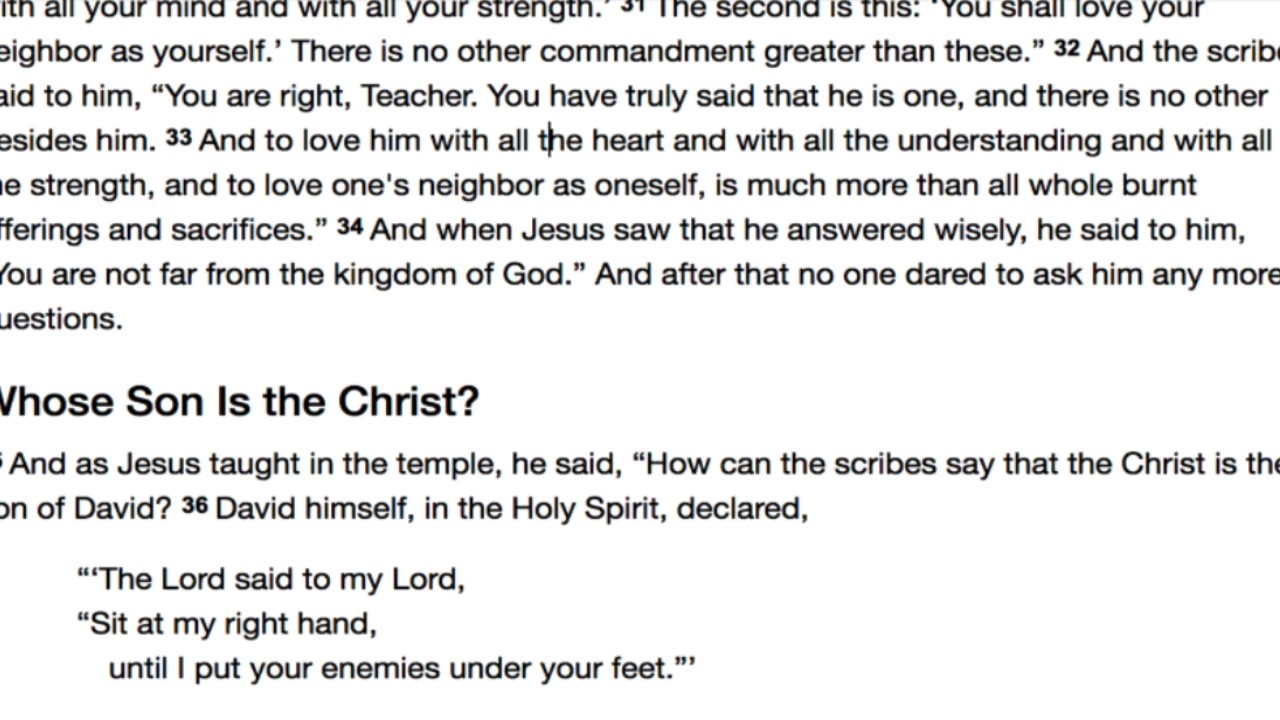 ith all your mind and with all your strength.’ 31 The second is this: ‘You shall love your
eighbor as yourself.’ There is no other commandment greater than these.” 32 And the scribe
aid to him, “You are right, Teacher. You have truly said that he is one, and there is no other
esides him. 33 And to love him with all the heart and with all the understanding and with all
e strength, and to love one's neighbor as oneself, is much more than all whole burnt
fferings and sacrifices.” 34 And when Jesus saw that he answered wisely, he said to him,
You are not far from the kingdom of God.” And after that no one dared to ask him any more
uestions.
Whose Son Is the Christ?
And as Jesus taught in the temple, he said, “How can the scribes say that the Christ is the
on of David? 36 David himself, in the Holy Spirit, declared,
“‘The Lord said to my Lord,
“Sit at my right hand,
until I put your enemies under your feet.”’